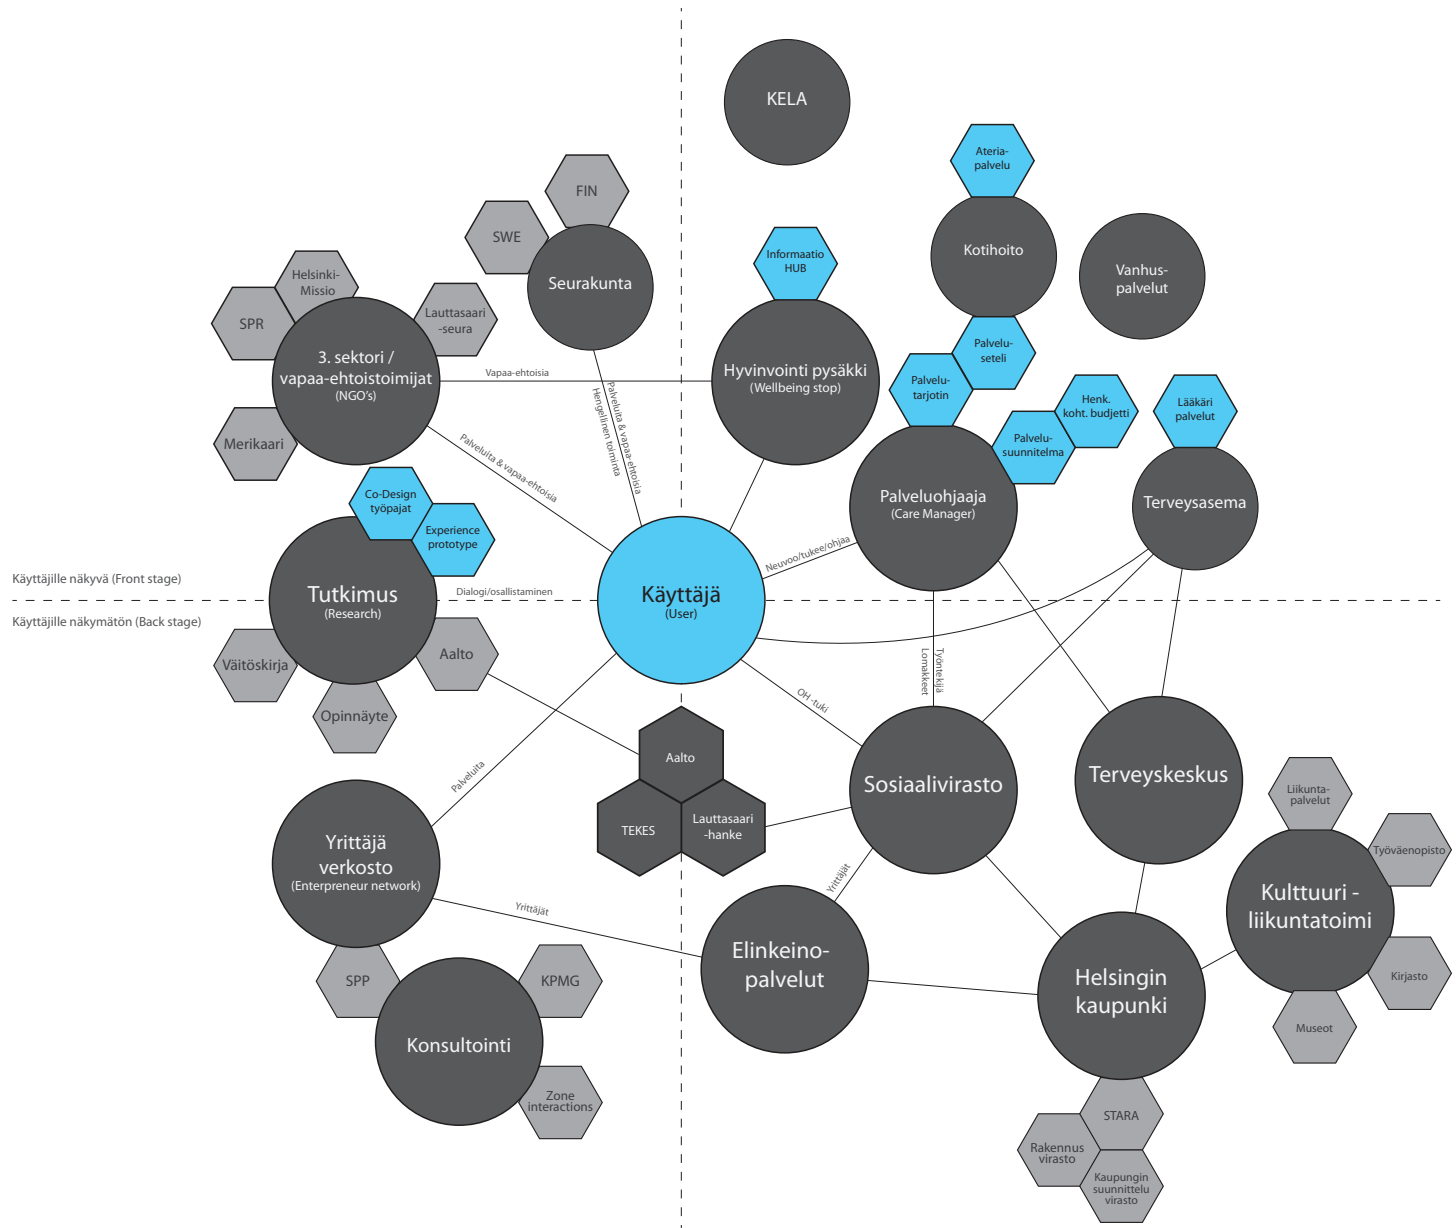 KELA
Ateria-
palvelu
Kotihoito
Vanhus-
palvelut
FIN
SWE
Seurakunta
Informaatio
HUB
Helsinki-
Missio
SPR
Lauttasaari
-seura
3. sektori /
vapaa-ehtoistoimijat
(NGO's)
Merikaari
Vapaa-ehtoisia
Palveluita & vapaa-ehtoisia
Palveluita & vapaa-ehtoisia
Hengellinen toiminta
Hyvinvointi pysäkki
(Wellbeing stop)
Palvelu-
seteli
Palvelu-
tarjotin
Henk.
koht. budjetti
Palvelu-
suunnitelma
Lääkäri
palvelut
Palveluohjaaja
(Care Manager)
Terveysasema
Co-Design
työpajat
Experience
prototype
Neuvoo/tukee/ohjaa
Käyttäjille näkyvä (Front stage)
Käyttäjille näkymätön (Back stage)
Tutkimus
(Research)
Dialogi/osallistaminen
Käyttäjä
(User)
Väitöskirja
Opinnäyte
Aalto
Työntekijä
Lomakkeet
OH -tuki
Palveluita
Aalto
TEKES
Lauttasaari
-hanke
Sosiaalivirasto
Terveyskeskus
Liikunta-
palvelut
Työväenopisto
Kulttuuri -
liikuntatoimi
Kirjasto
Museot
Yrittäjä
verkosto
(Enterpreneur network)
Yrittäjät
Yrittäjät
Elinkeino-
palvelut
Helsingin
kaupunki
SPP
KPMG
Konsultointi
Zone
interactions
STARA
Rakennus
virasto
Kaupungin
suunnittelu
virasto